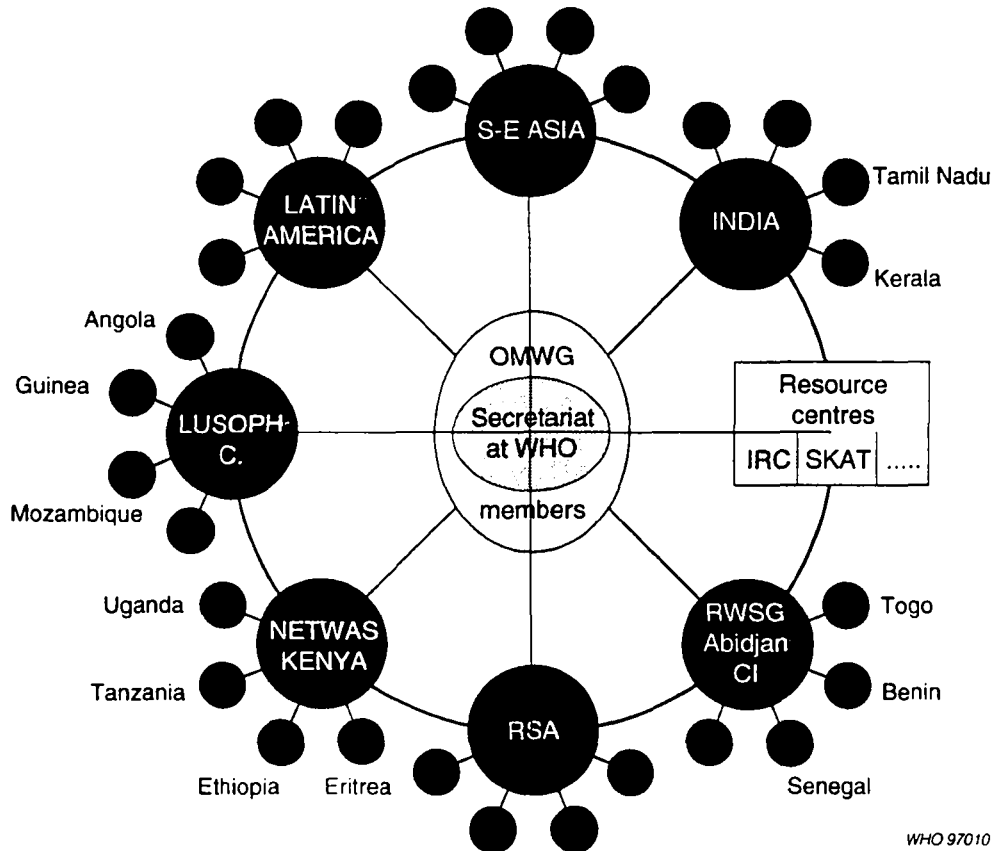 S-E ASIA
LATIN
AMERICA
INDIA
Tamil Nadu
Kerala
Angola
Guinea
LUSOPH-
C.
Mozambique
OMWG
Secretariat
at WHO
members
Resource
centres
IRC SKAT .....
Uganda
NETWAS
KENYA
Tanzania
Ethiopia
Eritrea
RSA
RWSG
Abidjan
CI
Togo
Benin
Senegal
WHO 97010